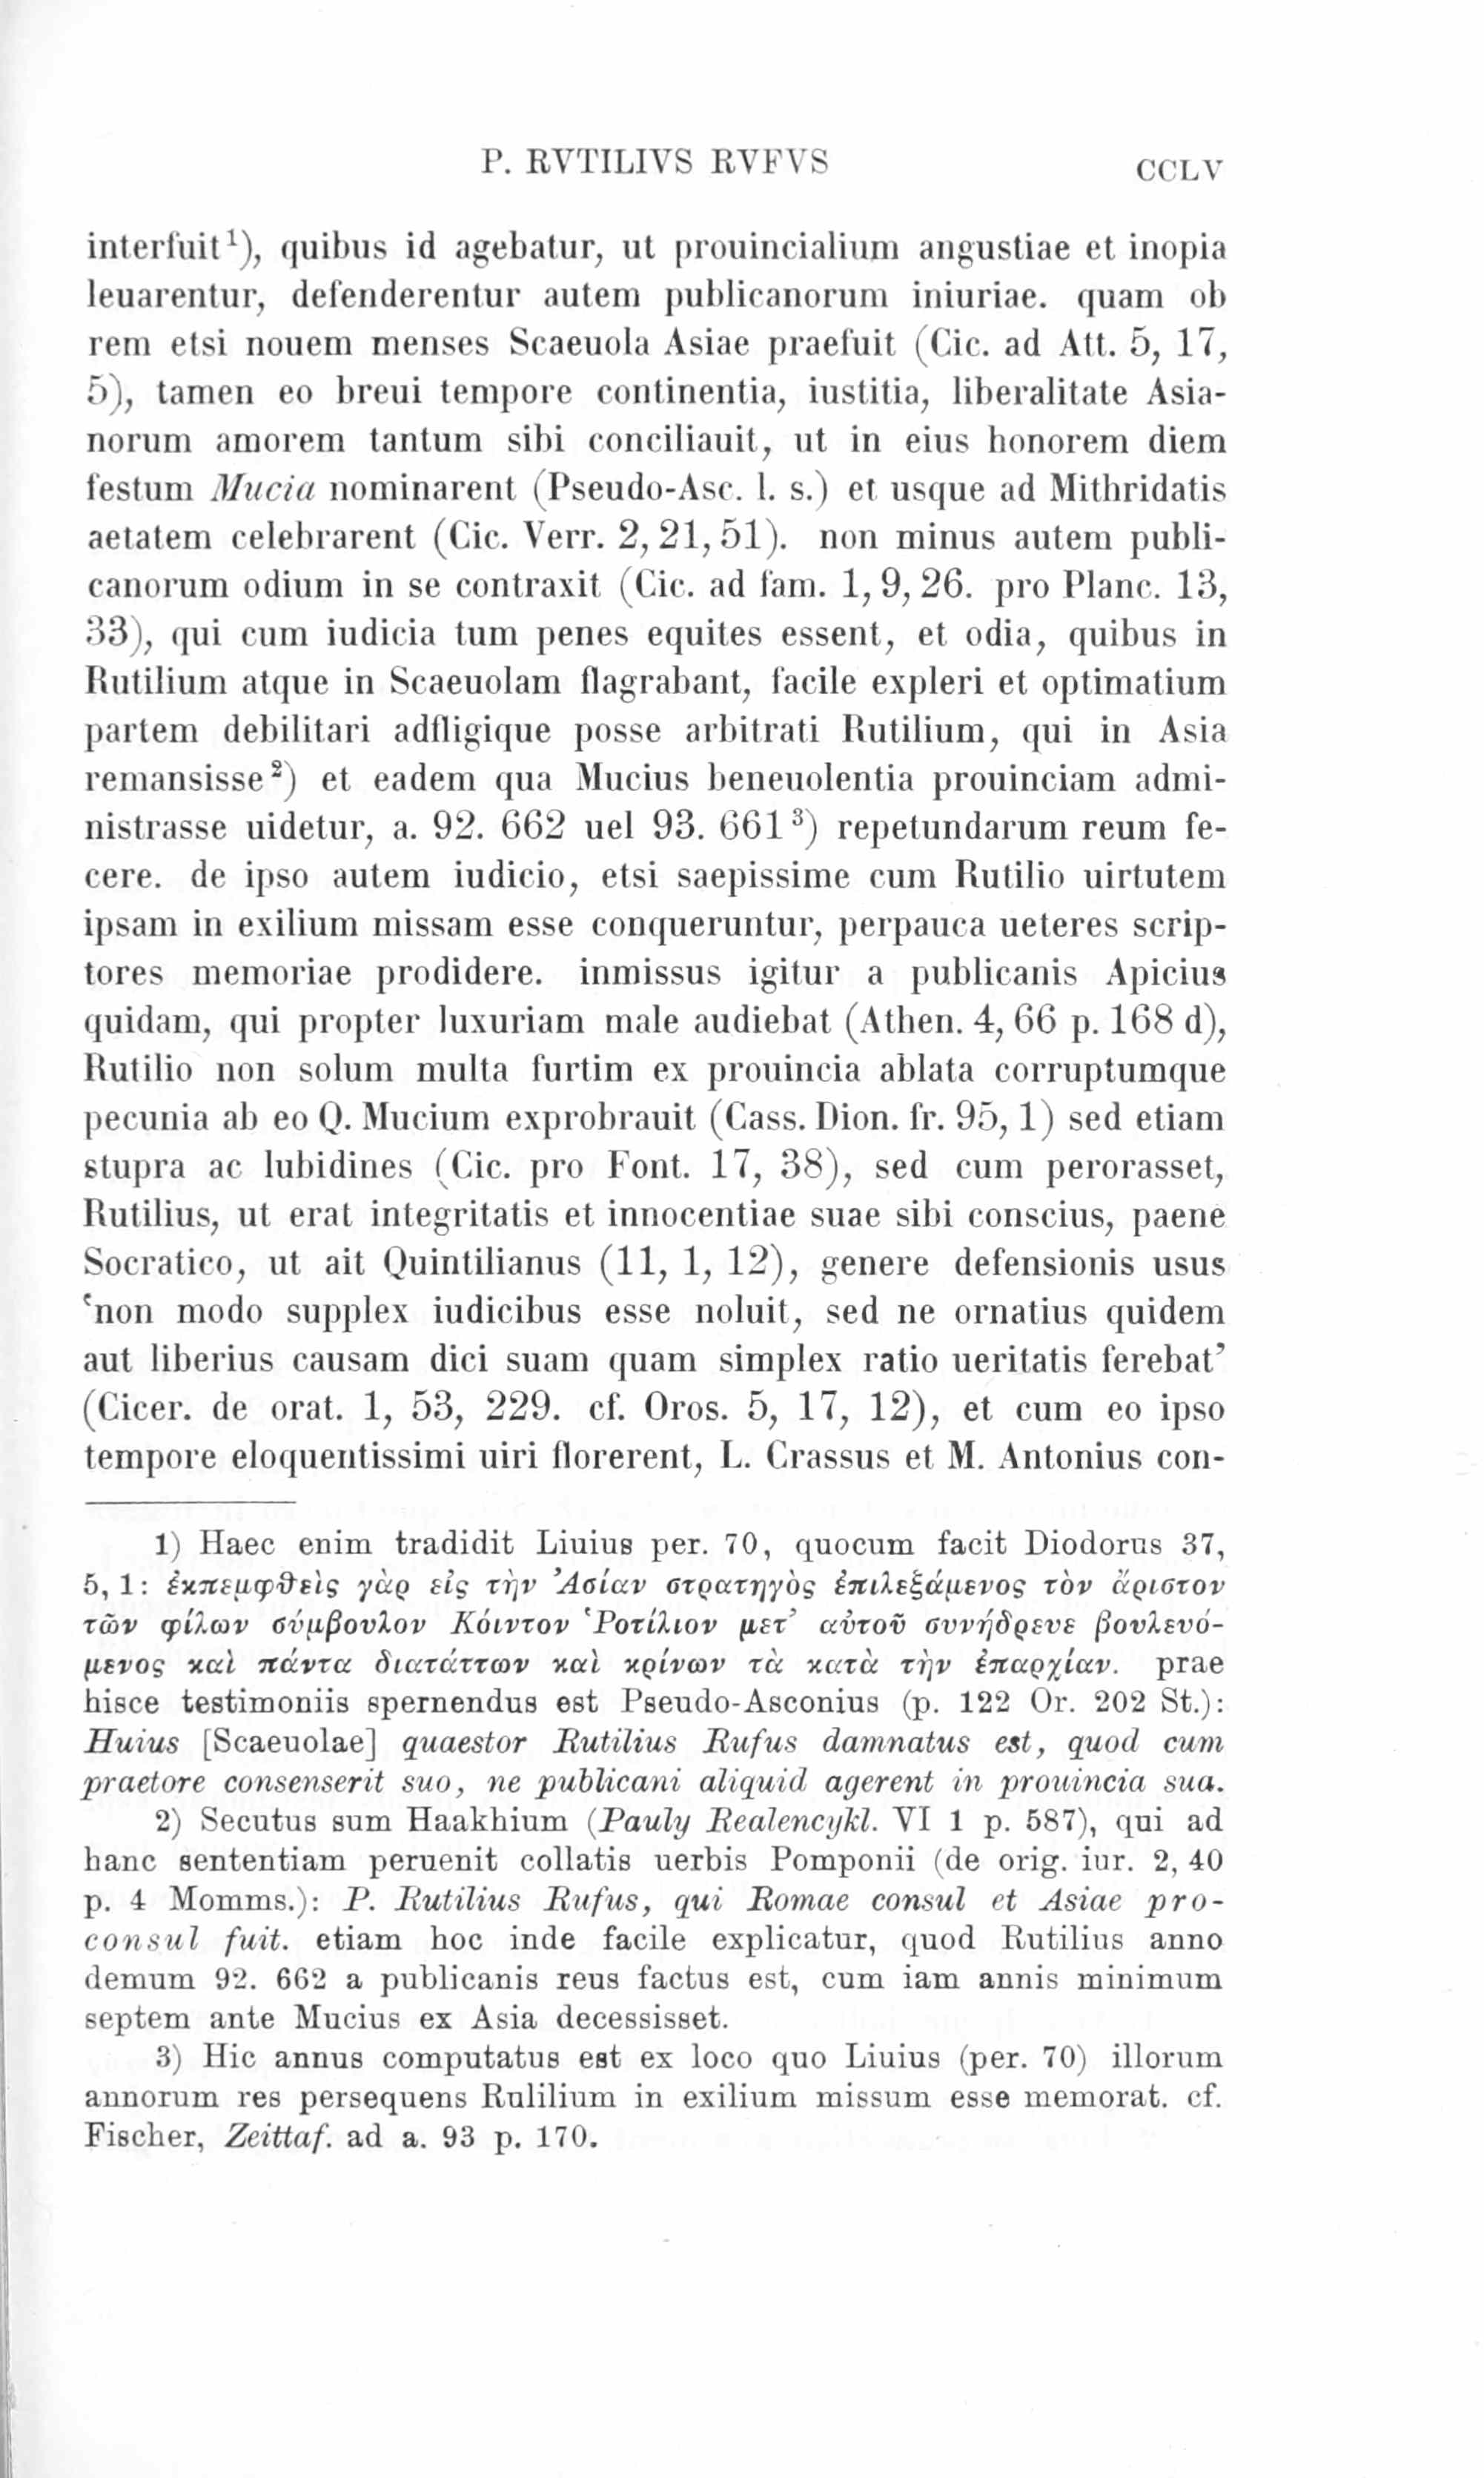 P. RVTILIVS RVFVS CCLV
interfuit¹), quibus id agebatur, ut prouincialium angustiae et inopia
leuarentur, defenderentur autem publicanorum iniuriae. quam ob
rem etsi nouem menses Scaeuola Asiae praefuit (Cic. ad Att. 5, 17,
5), tamen eo breui tempore continentia, iustitia, liberalitate Asia-
norum amorem tantum sibi conciliauit, ut in eius honorem diem
festum Mucia nominarent (Pseudo-Asc. l. s.) et usque ad Mithridatis
aetatem celebrarent (Cic. Verr. 2, 21, 51). non minus autem publi-
canorum odium in se contraxit (Cic. ad fam. 1, 9, 26. pro Planc. 13,
33), qui cum iudicia tum penes equites essent, et odia, quibus in
Rutilium atque in Scaeuolam flagrabant, facile expleri et optimatium
partem debilitari adfligique posse arbitrati Rutilium, qui in Asia
remansisse²) et eadem qua Mucius beneuolentia prouinciam admi-
nistrasse uidetur, a. 92. 662 uel 93. 661³) repetundarum reum fe-
cere. de ipso autem iudicio, etsi saepissime cum Rutilio uirtutem
ipsam in exilium missam esse conqueruntur, perpauca ueteres scrip-
tores memoriae prodidere. inmissus igitur a publicanis Apicius
quidam, qui propter luxuriam male audiebat (Athen. 4, 66 p. 168 d),
Rutilio non solum multa furtim ex prouincia ablata corruptumque
pecunia ab eo Q. Mucium exprobrauit (Cass. Dion. fr. 95, 1) sed etiam
stupra ac lubidines (Cic. pro Font. 17, 38), sed cum perorasset,
Rutilius, ut erat integritatis et innocentiae suae sibi conscius, paene
Socratico, ut ait Quintilianus (11, 1, 12), genere defensionis usus
‘non modo supplex iudicibus esse noluit, sed ne ornatius quidem
aut liberius causam dici suam quam simplex ratio ueritatis ferebat’
(Cicer. de orat. 1, 53, 229. cf. Oros. 5, 17, 12), et cum eo ipso
tempore eloquentissimi uiri florerent, L. Crassus et M. Antonius con-
1) Haec enim tradidit Liuius per. 70, quocum facit Diodorus 37,
5, 1: ἐκπεμφθεὶς γὰρ εἰς τὴν Ἀσίαν στρατηγὸς ἐπιλεξάμενος τὸν ἄριστον
τῶν φίλων σύμβουλον Κόιντον Ῥοτίλιον μετ’ αὐτοῦ συνήδρευε βουλευό-
μενος καὶ πάντα διατάττων καὶ κρίνων τὰ κατὰ τὴν ἐπαρχίαν. prae
hisce testimoniis spernendus est Pseudo-Asconius (p. 122 Or. 202 St.):
Huius [Scaeuolae] quaestor Rutilius Rufus damnatus est, quod cum
praetore consenserit suo, ne publicani aliquid agerent in prouincia sua.
2) Secutus sum Haakhium (Pauly Realencykl. VI 1 p. 587), qui ad
hanc sententiam peruenit collatis uerbis Pomponii (de orig. iur. 2, 40
p. 4 Momms.): P. Rutilius Rufus, qui Romae consul et Asiae pro-
consul fuit. etiam hoc inde facile explicatur, quod Rutilius anno
demum 92. 662 a publicanis reus factus est, cum iam annis minimum
septem ante Mucius ex Asia decessisset.
3) Hic annus computatus est ex loco quo Liuius (per. 70) illorum
annorum res persequens Rulilium in exilium missum esse memorat. cf.
Fischer, Zeittaf. ad a. 93 p. 170.